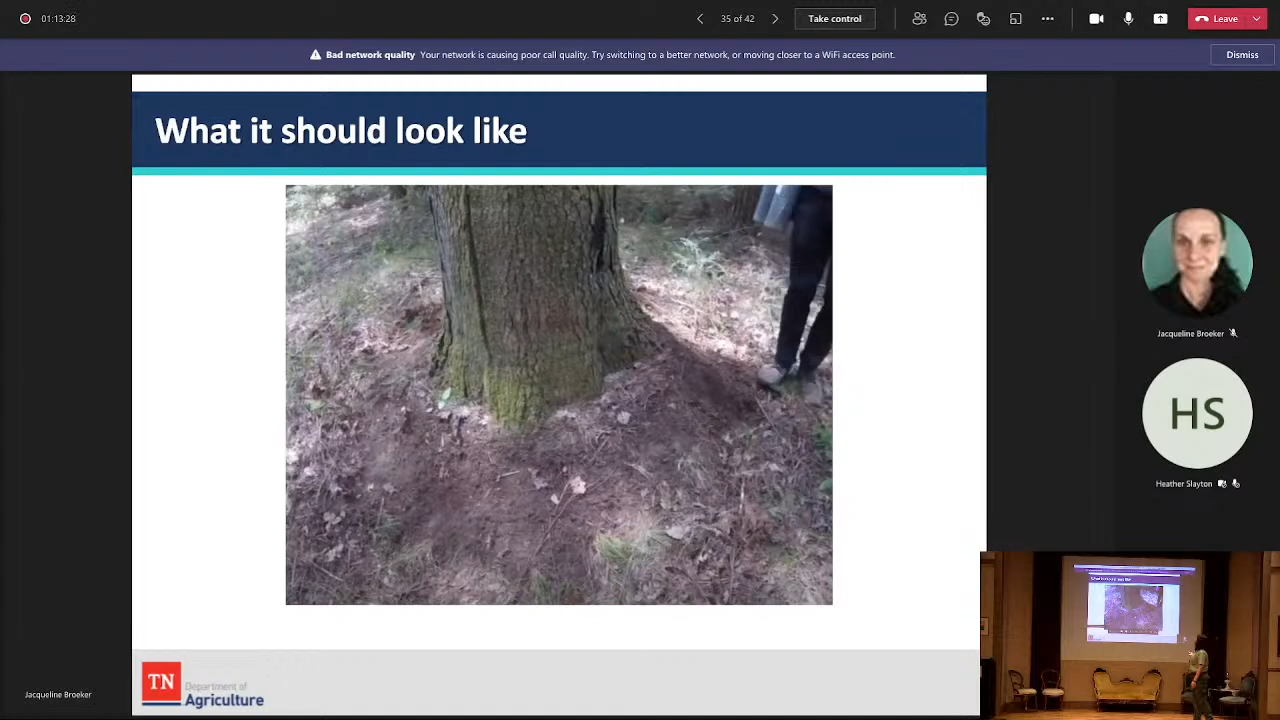 01:13:28
35 of 42
Take control
Leave
Bad network quality Your network is causing poor call quality. Try switching to a better network, or moving closer to a WiFi access point.
Dismiss
What it should look like
Jacqueline Broeker
HS
Heather Slayton
TN
Department of
Agriculture
Jacqueline Broeker